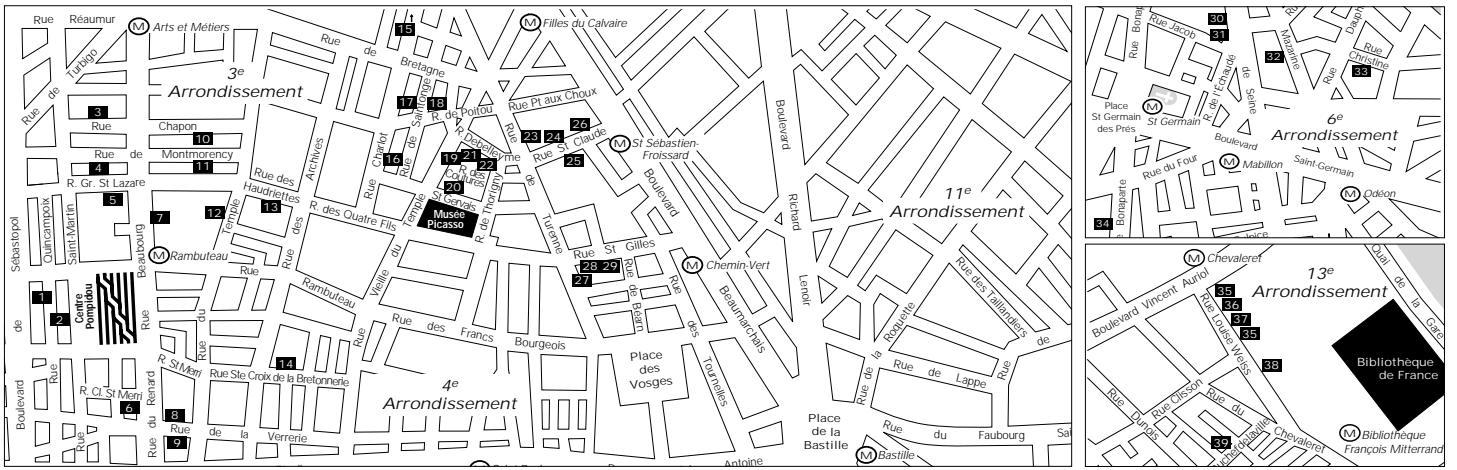 Rue Réaumur
Arts et Métiers
Filles du Calvaire
Rue de Turbigo
3e
Arrondissement
Rue de Bretagne
15
17
18
R. de Poitou
Rue Pt aux Choux
3
Rue Chapon
10
Rue de Montmorency
4
11
R. Gr. St Lazare
5
7
12
13
Rue des Haudriettes
Rue des Archives
Rue Charlot
16
Rue de Saintonge
R. Debelleyme
19
21
22
R. des Coutures
20
St Gervais
Musée
Picasso
R. de Thorigny
Rue de Turenne
23
24
26
Rue St Claude
25
St Sébastien-
Froissard
Boulevard Beaumarchais
Boulevard Richard Lenoir
11e
Arrondissement
Boulevard de Sébastopol
Quincampoix
Rue Saint-Martin
Rue Beaubourg
Rue du Temple
R. des Quatre Fils
Vieille du Temple
Rambuteau
Rue Rambuteau
Rue des Francs Bourgeois
1
2
Centre
Pompidou
14
R. St Merri
Rue Ste Croix de la Bretonnerie
R. Cl. St Merri
6
Rue du Renard
8
9
Rue de la Verrerie
4e
Arrondissement
Rue St Gilles
28
29
27
Rue de Béarn
Chemin-Vert
Rue des Tournelles
Place
des
Vosges
Rue des Taillandiers
Rue de la Roquette
Rue de Lappe
Rue de
Place
de la
Bastille
Rue du Faubourg
Antoine
Bastille
Rue Bonaparte
Rue Jacob
30
31
32
Mazarine
Rue Christine
33
R. de l'Échaudé
Rue de Seine
Place
St Germain
des Prés
St Germain
6e
Arrondissement
Boulevard Saint-Germain
Rue du Four
Mabillon
Odéon
34
Bonaparte
Chevaleret
13e
Arrondissement
Quai de la Gare
Boulevard Vincent Auriol
35
36
37
35
38
Rue Louise Weiss
Bibliothèque
de France
Rue Clisson
Rue Dunois
Rue du Chevaleret
39
Bibliothèque
François Mitterrand